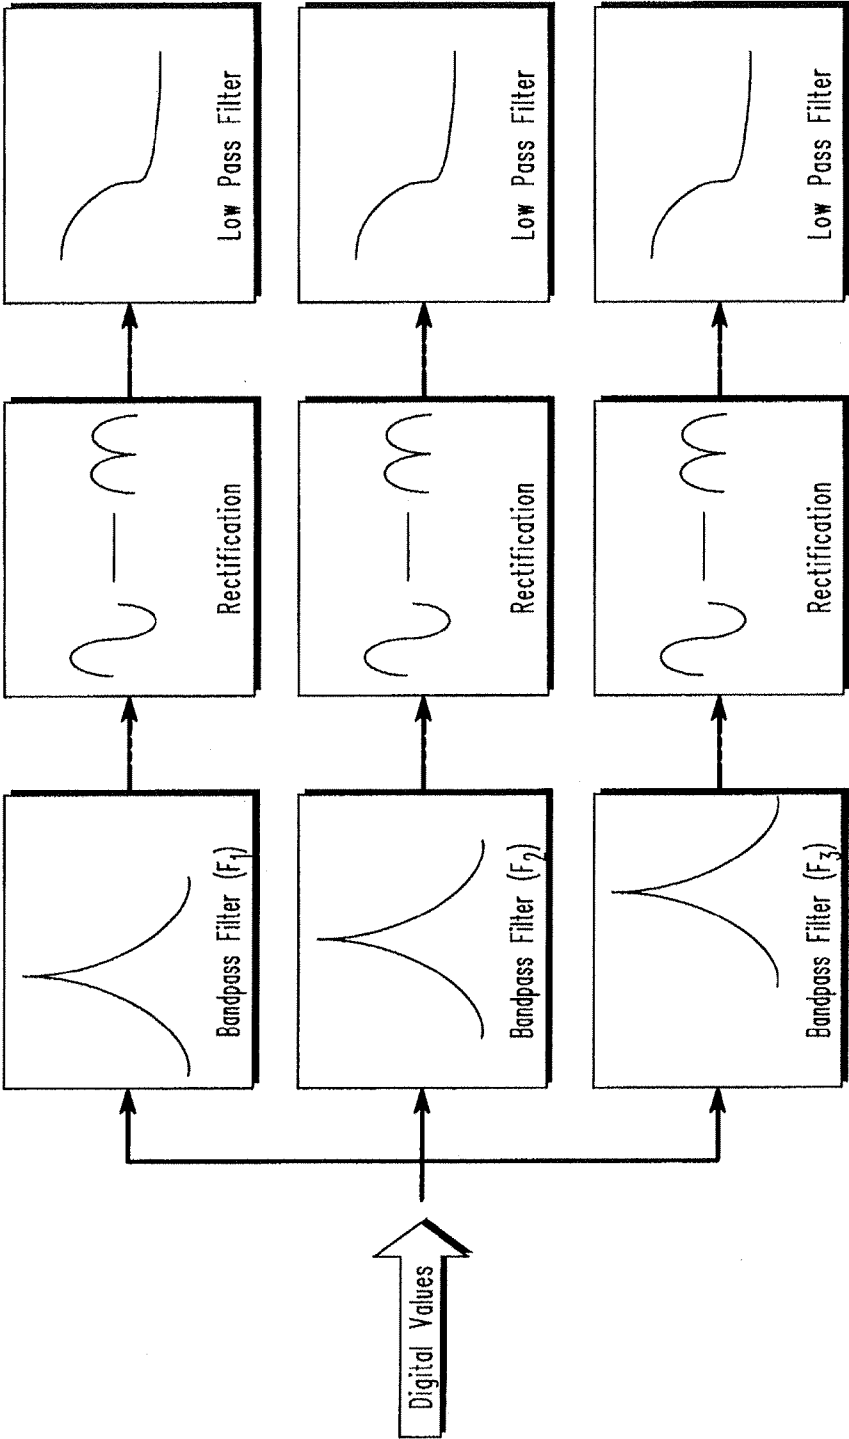 Digital Values
Bandpass Filter (F1)
Rectification
Low Pass Filter
Bandpass Filter (F2)
Rectification
Low Pass Filter
Bandpass Filter (F3)
Rectification
Low Pass Filter